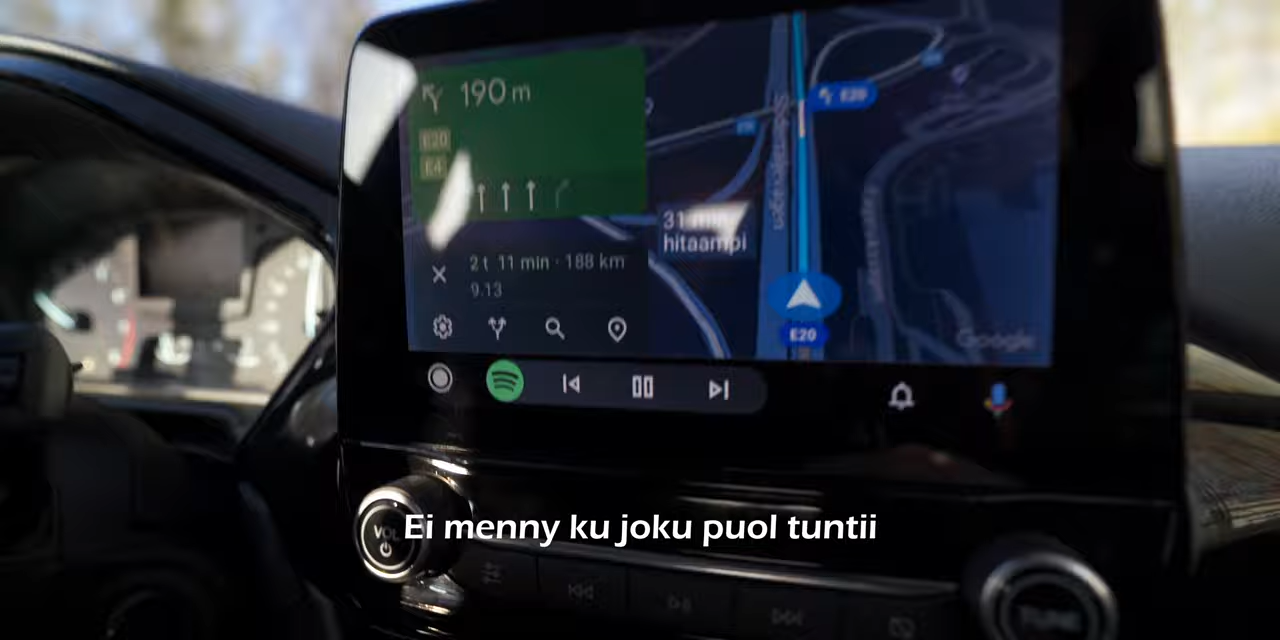 190 m
E20
E4
E20
31 min
hitaampi
2 t 11 min · 188 km
9.13
E20
Google
VOL
Ei menny ku joku puol tuntii
TUNE